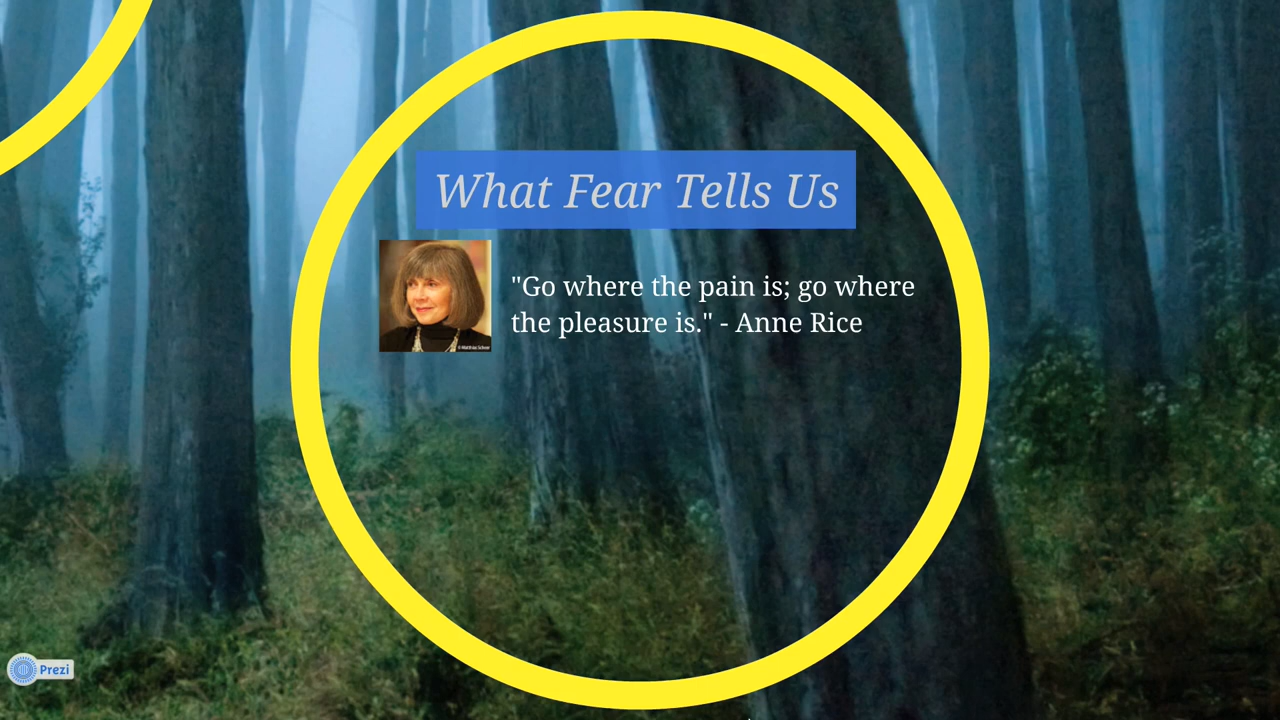 What Fear Tells Us
"Go where the pain is; go where
the pleasure is." - Anne Rice
Prezi